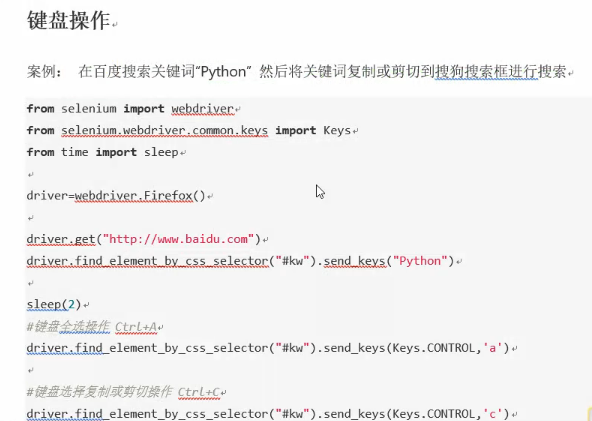 键盘操作
案例： 在百度搜索关键词“Python” 然后将关键词复制或剪切到搜狗搜索框进行搜索
from selenium import webdriver
from selenium.webdriver.common.keys import Keys
from time import sleep
driver=webdriver.Firefox()
driver.get("http://www.baidu.com")
driver.find_element_by_css_selector("#kw").send_keys("Python")
sleep(2)
#键盘全选操作 Ctrl+A
driver.find_element_by_css_selector("#kw").send_keys(Keys.CONTROL,'a')
#键盘选择复制或剪切操作 Ctrl+C
driver.find_element_by_css_selector("#kw").send_keys(Keys.CONTROL,'c')